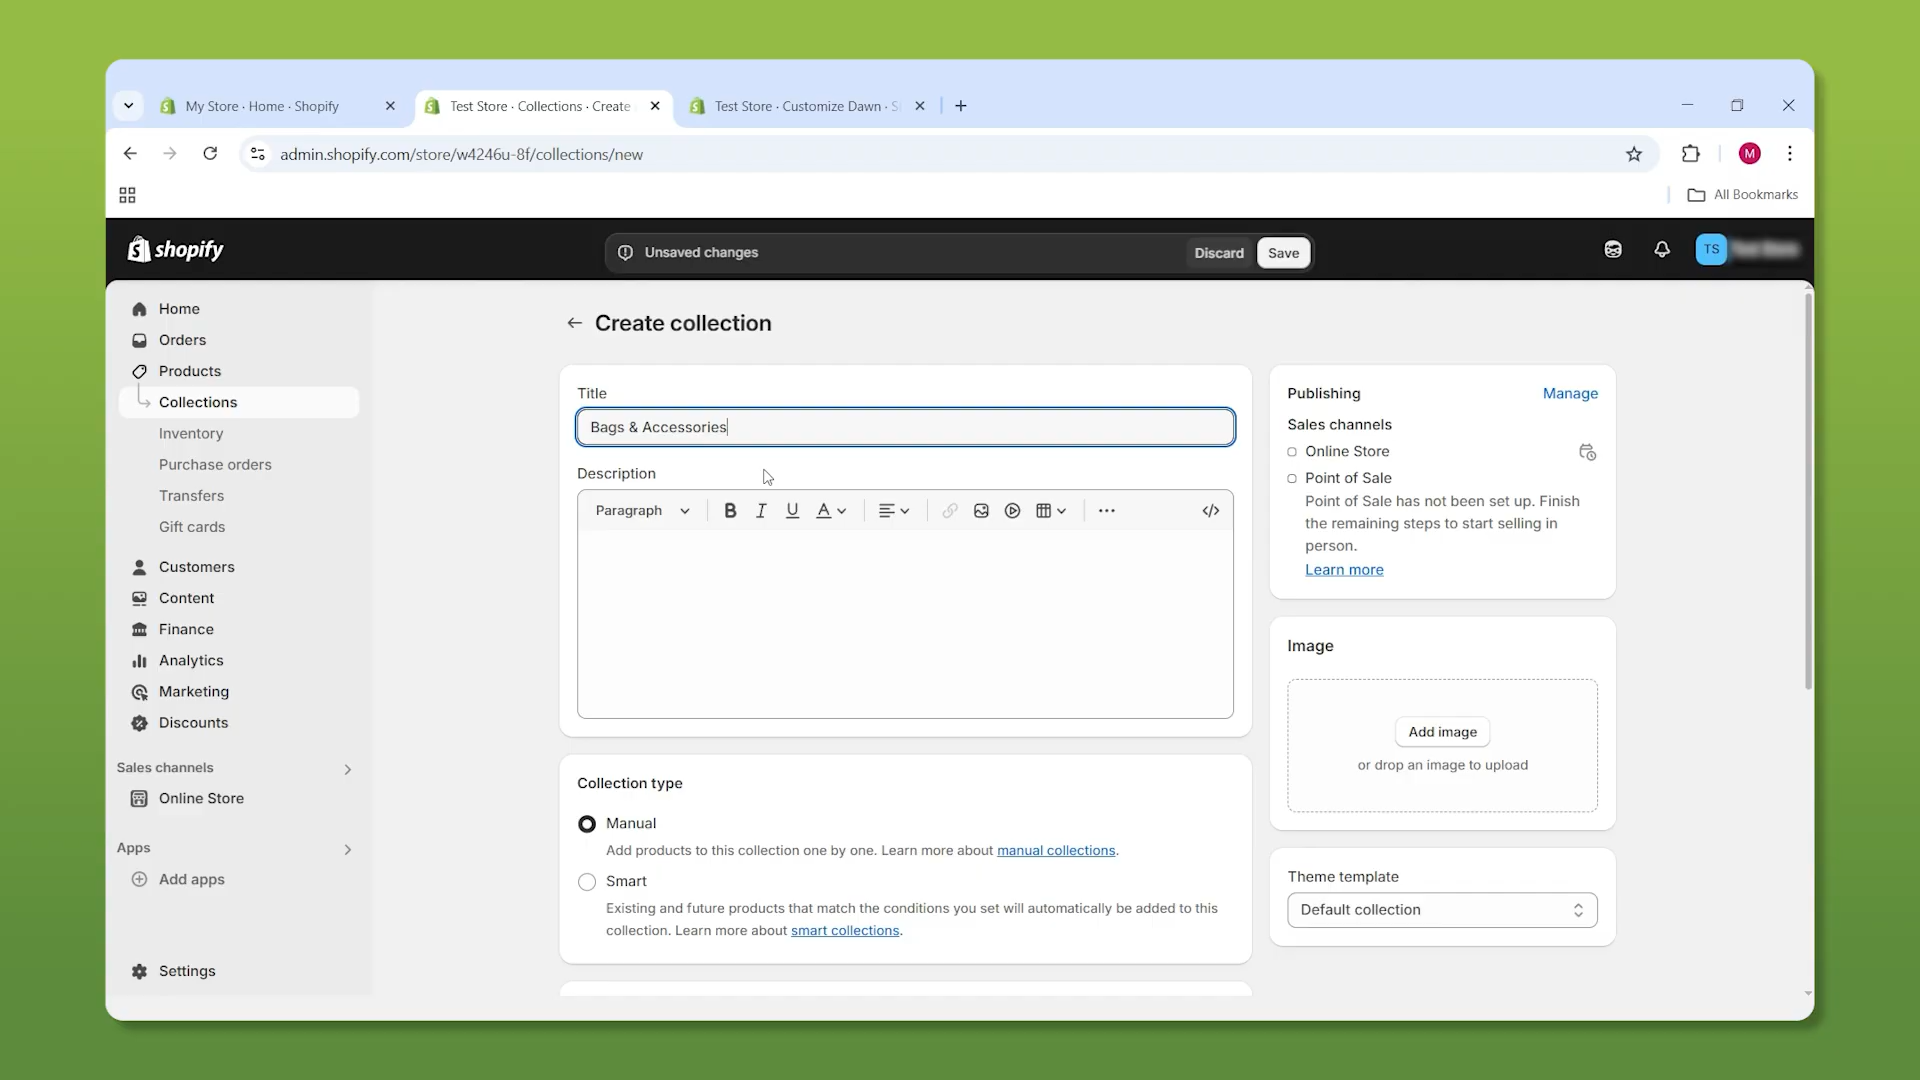 My Store · Home · Shopify
Test Store · Collections · Create
Test Store · Customize Dawn · S
admin.shopify.com/store/w4246u-8f/collections/new
M
All Bookmarks
shopify
Unsaved changes
Discard
Save
TS
Home
Orders
Products
Collections
Inventory
Purchase orders
Transfers
Gift cards
Customers
Content
Finance
Analytics
Marketing
Discounts
Sales channels
Online Store
Apps
Add apps
Settings
Create collection
Title
Bags & Accessories
Description
Paragraph
B I U A
Collection type
Manual
Add products to this collection one by one. Learn more about manual collections.
Smart
Existing and future products that match the conditions you set will automatically be added to this
collection. Learn more about smart collections.
Publishing
Manage
Sales channels
Online Store
Point of Sale
Point of Sale has not been set up. Finish
the remaining steps to start selling in
person.
Learn more
Image
Add image
or drop an image to upload
Theme template
Default collection